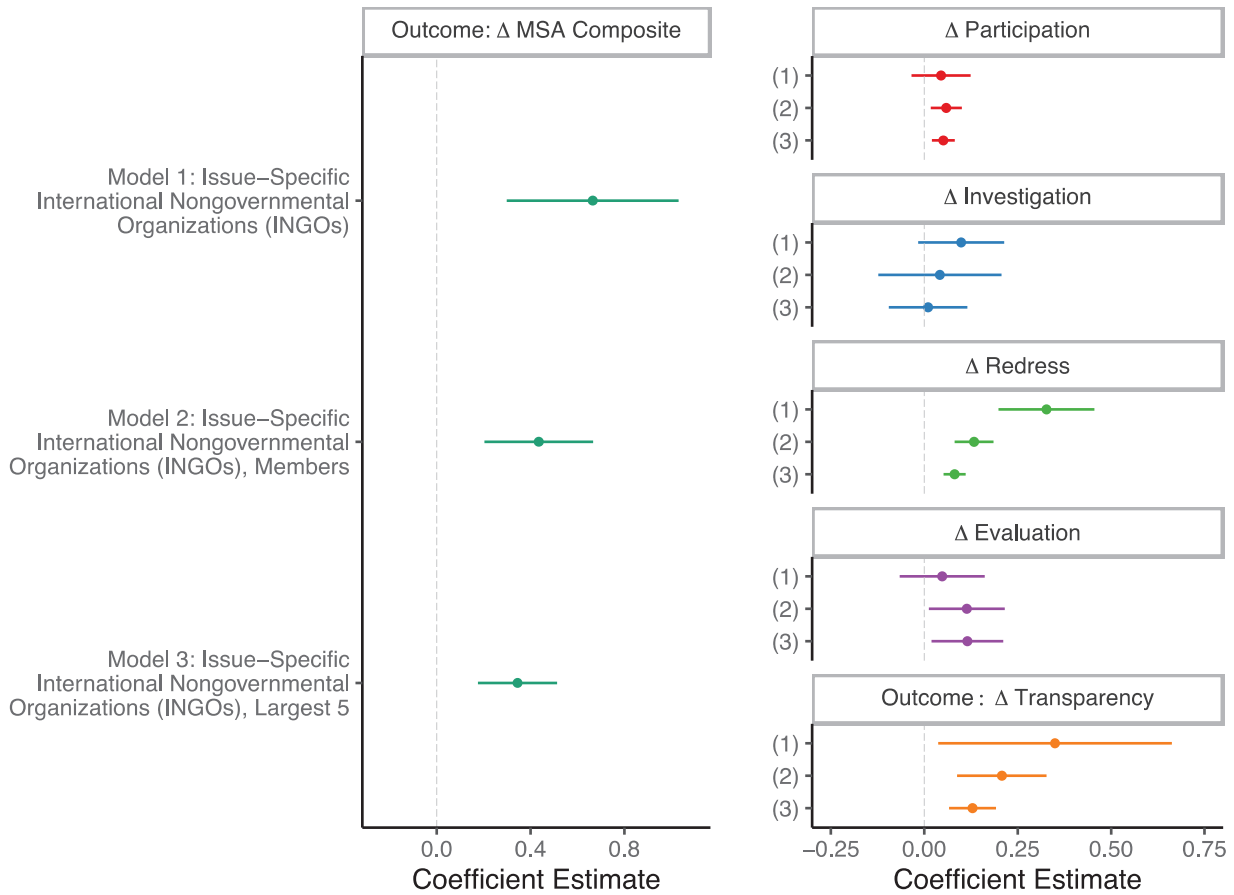 Outcome: Δ MSA Composite
Model 1: Issue−Specific
International Nongovernmental
Organizations (INGOs)
Model 2: Issue−Specific
International Nongovernmental
Organizations (INGOs), Members
Model 3: Issue−Specific
International Nongovernmental
Organizations (INGOs), Largest 5
0.0 0.4 0.8
Coefficient Estimate
Δ Participation
(1)
(2)
(3)
Δ Investigation
(1)
(2)
(3)
Δ Redress
(1)
(2)
(3)
Δ Evaluation
(1)
(2)
(3)
Outcome : Δ Transparency
(1)
(2)
(3)
−0.25 0.00 0.25 0.50 0.75
Coefficient Estimate